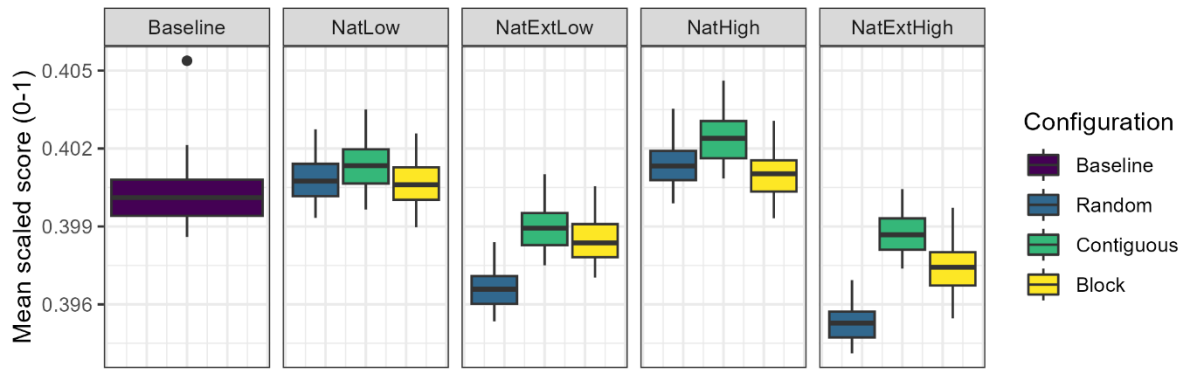 Baseline
NatLow
NatExtLow
NatHigh
NatExtHigh
Mean scaled score (0-1)
0.405
0.402
0.399
0.396
Configuration
Baseline
Random
Contiguous
Block